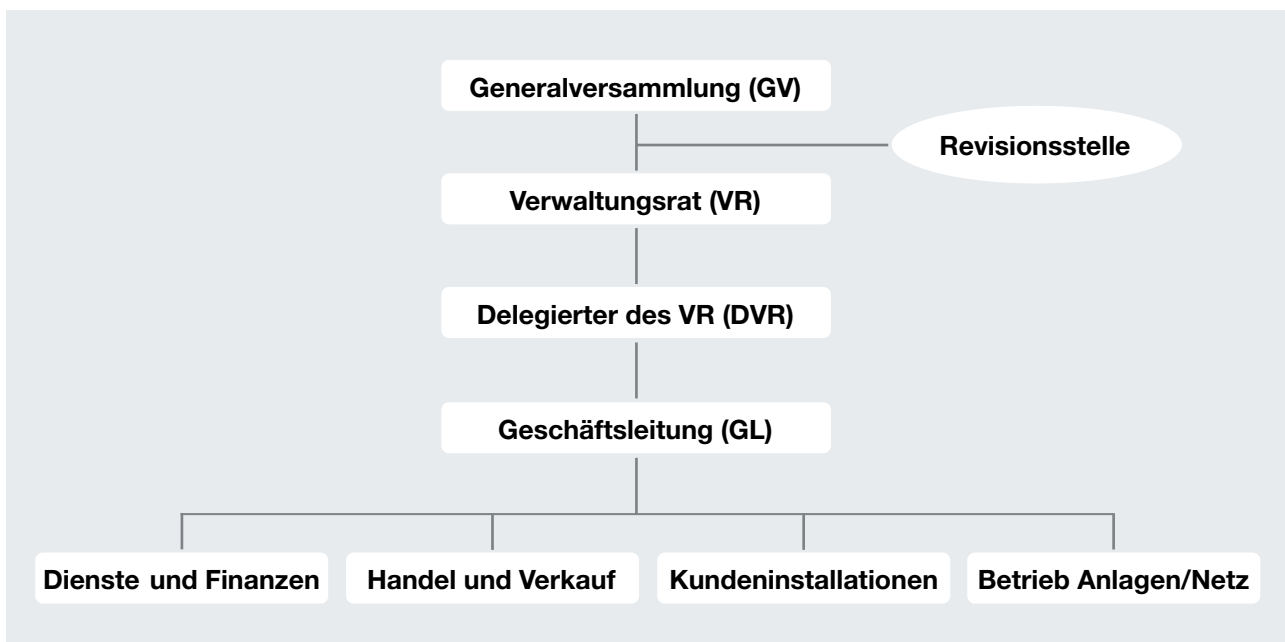 Generalversammlung (GV)
Revisionsstelle
Verwaltungsrat (VR)
Delegierter des VR (DVR)
Geschäftsleitung (GL)
Dienste und Finanzen
Handel und Verkauf
Kundeninstallationen
Betrieb Anlagen/Netz